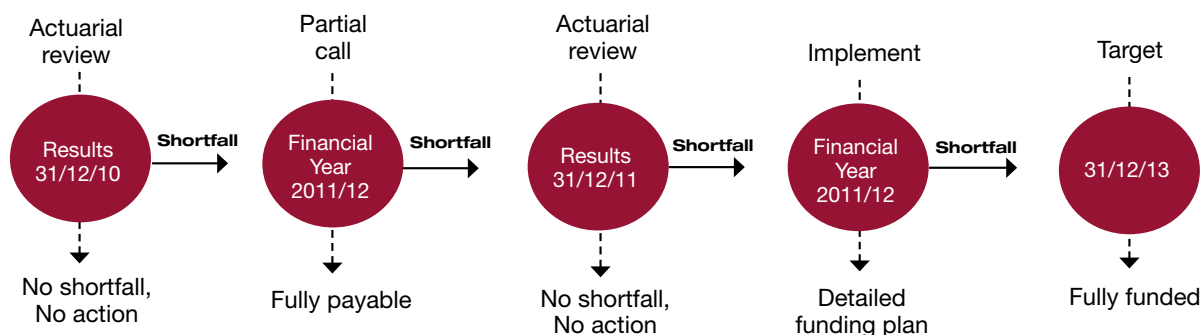 Actuarial
review
Results
31/12/10
No shortfall,
No action
Shortfall
Partial
call
Financial
Year
2011/12
Fully payable
Shortfall
Actuarial
review
Results
31/12/11
No shortfall,
No action
Shortfall
Implement
Financial
Year
2011/12
Detailed
funding plan
Shortfall
Target
31/12/13
Fully funded